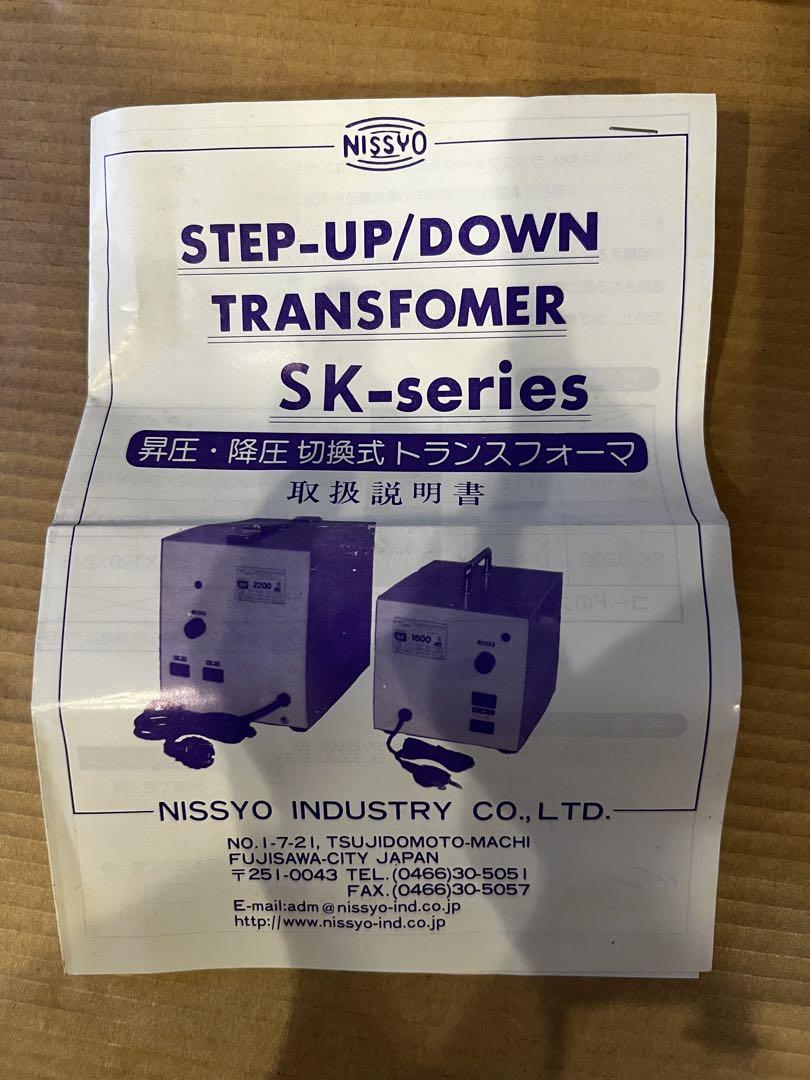 NISSYO
STEP-UP/DOWN
TRANSFOMER
SK-series
昇圧・降圧 切換式 トランスフォーマ
取扱説明書
2200
1600
NISSYO INDUSTRY CO.,LTD.
NO.1-7-21, TSUJIDOMOTO-MACHI
FUJISAWA-CITY JAPAN
〒251-0043 TEL.(0466)30-5051
FAX.(0466)30-5057
E-mail:adm@nissyo-ind.co.jp
http://www.nissyo-ind.co.jp